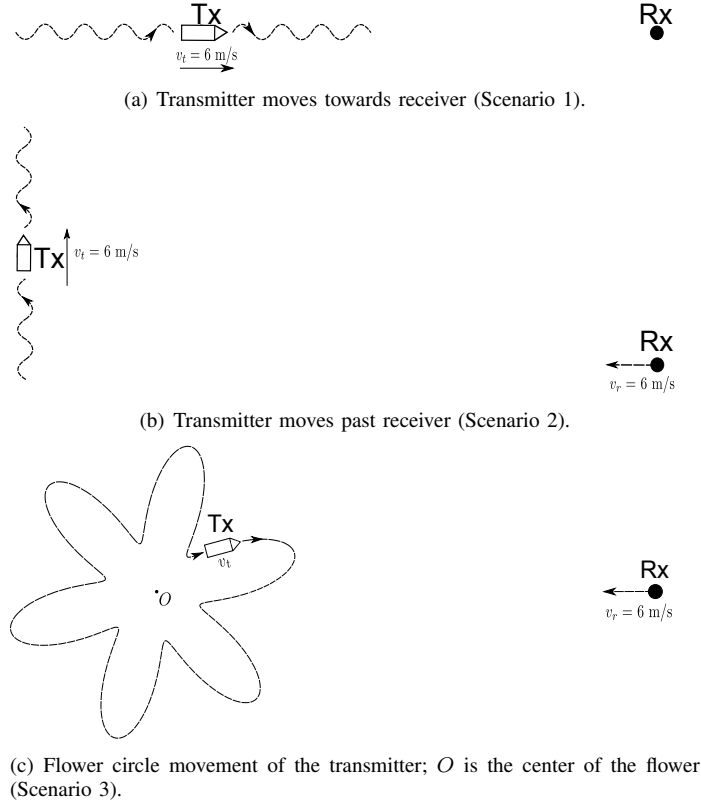 Tx
Rx
v_t = 6 m/s
(a) Transmitter moves towards receiver (Scenario 1).
Tx
v_t = 6 m/s
Rx
v_r = 6 m/s
(b) Transmitter moves past receiver (Scenario 2).
Tx
v_t
Rx
O
v_r = 6 m/s
(c) Flower circle movement of the transmitter; O is the center of the flower
(Scenario 3).